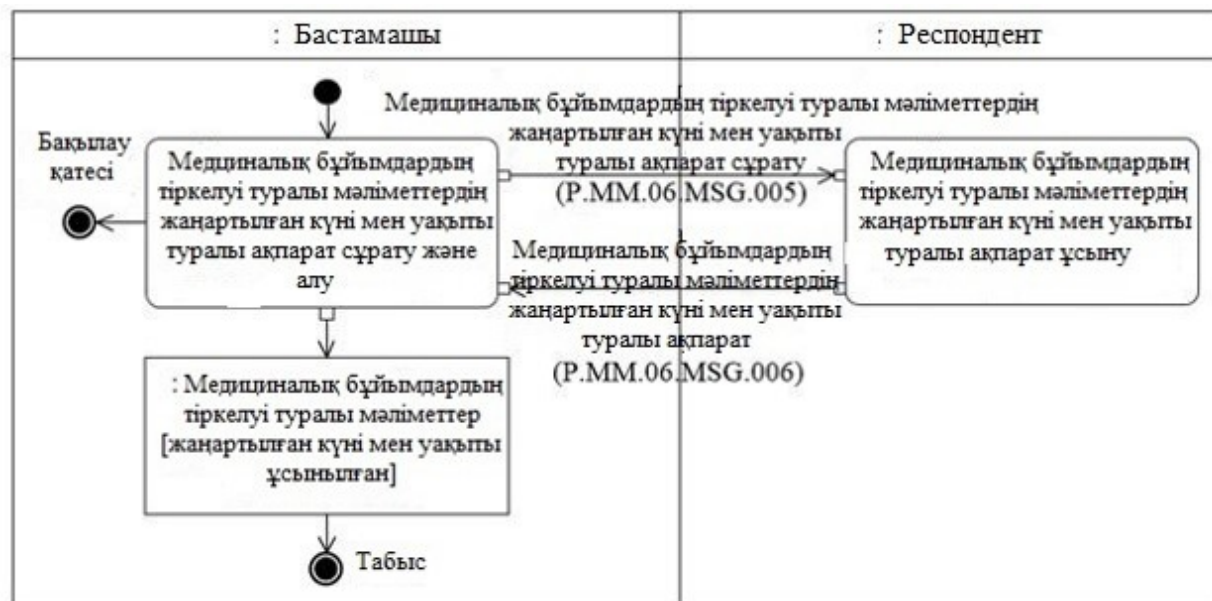 : Бастамашы
: Респондент
Медициналық бұйымдардың тіркелуі туралы мәліметтердің
жаңартылған күні мен уақыты
туралы ақпарат сұрату
(P.MM.06.MSG.005)
Бақылау
қатесі
Медциналық бұйымдардың
тіркелуі туралы мәліметтердің
жаңартылған күні мен уақыты
туралы ақпарат сұрату және
алу
Медициналық бұйымдардың
тіркелуі туралы мәліметтердің
жаңартылған күні мен уақыты
туралы ақпарат ұсыну
Медициналық бұйымдардың
тіркелуі туралы мәліметтердің
жаңартылған күні мен уақыты
туралы ақпарат
(P.MM.06.MSG.006)
: Медициналық бұйымдардың
тіркелуі туралы мәліметтер
[жаңартылған күні мен уақыты
ұсынылған]
Табыс